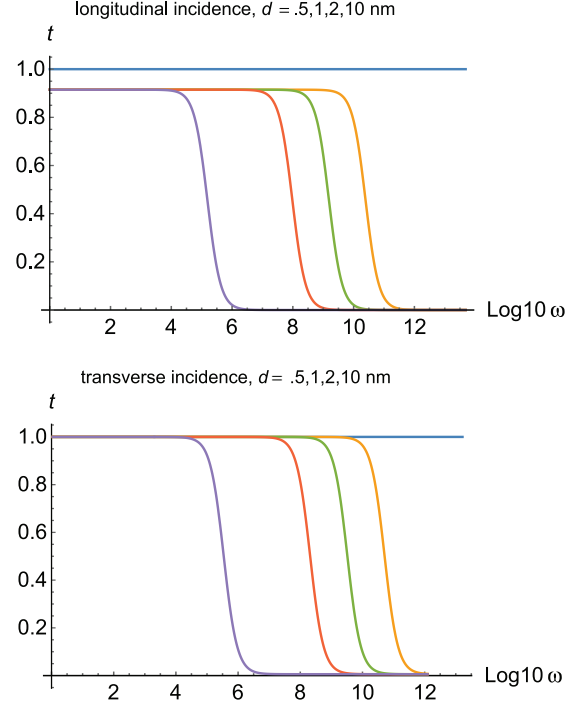 longitudinal incidence, d = .5,1,2,10 nm
t
1.0
0.8
0.6
0.4
0.2
2 4 6 8 10 12
Log10 ω
transverse incidence, d = .5,1,2,10 nm
t
1.0
0.8
0.6
0.4
0.2
2 4 6 8 10 12
Log10 ω